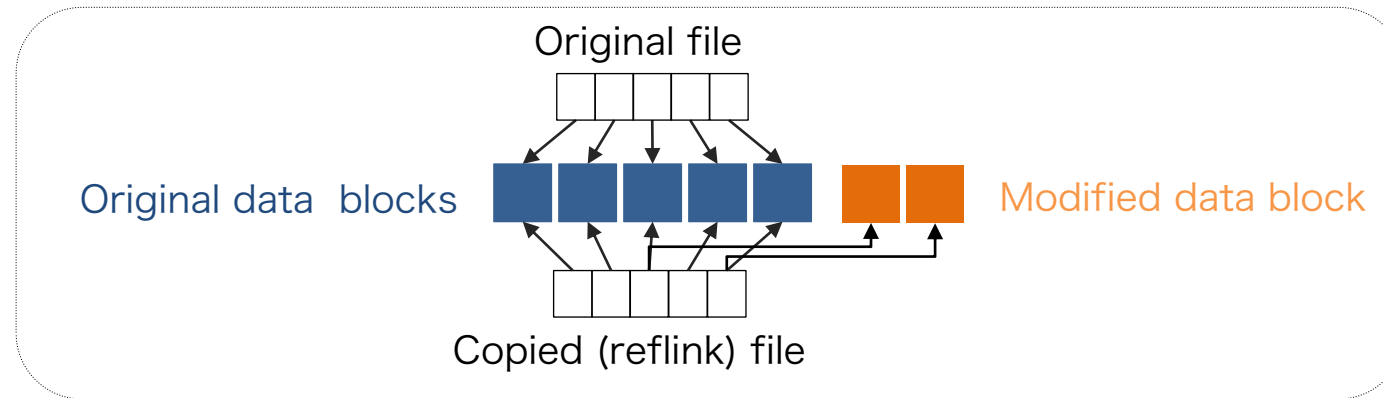 Original file
Original data blocks
Modified data block
Copied (reflink) file